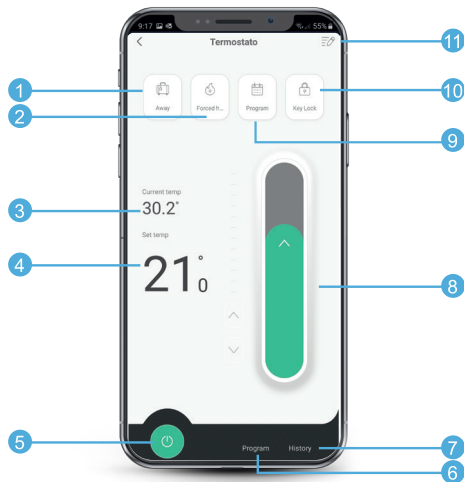 9:17 55%
Termostato
11
1
Away
Forced h...
Program
Key Lock
10
2
9
Current temp
3
30.2°
Set temp
4
21°0
8
5
Program
History
7
6